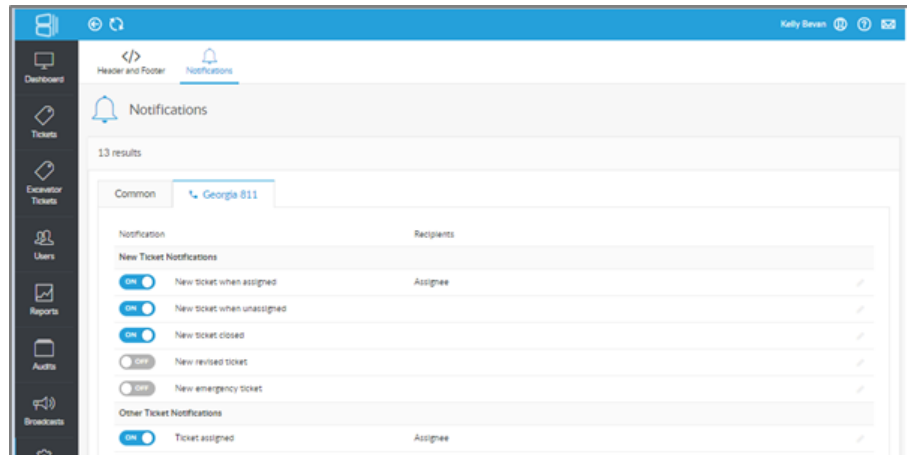 Kelly Bevan
Dashboard
Tickets
Excavator
Tickets
Users
Reports
Audits
Broadcasts
Header and Footer
Notifications
Notifications
13 results
Common
Georgia 811
Notification Recipients
New Ticket Notifications
ON New ticket when assigned Assignee
ON New ticket when unassigned
ON New ticket closed
OFF New revised ticket
OFF New emergency ticket
Other Ticket Notifications
ON Ticket assigned Assignee